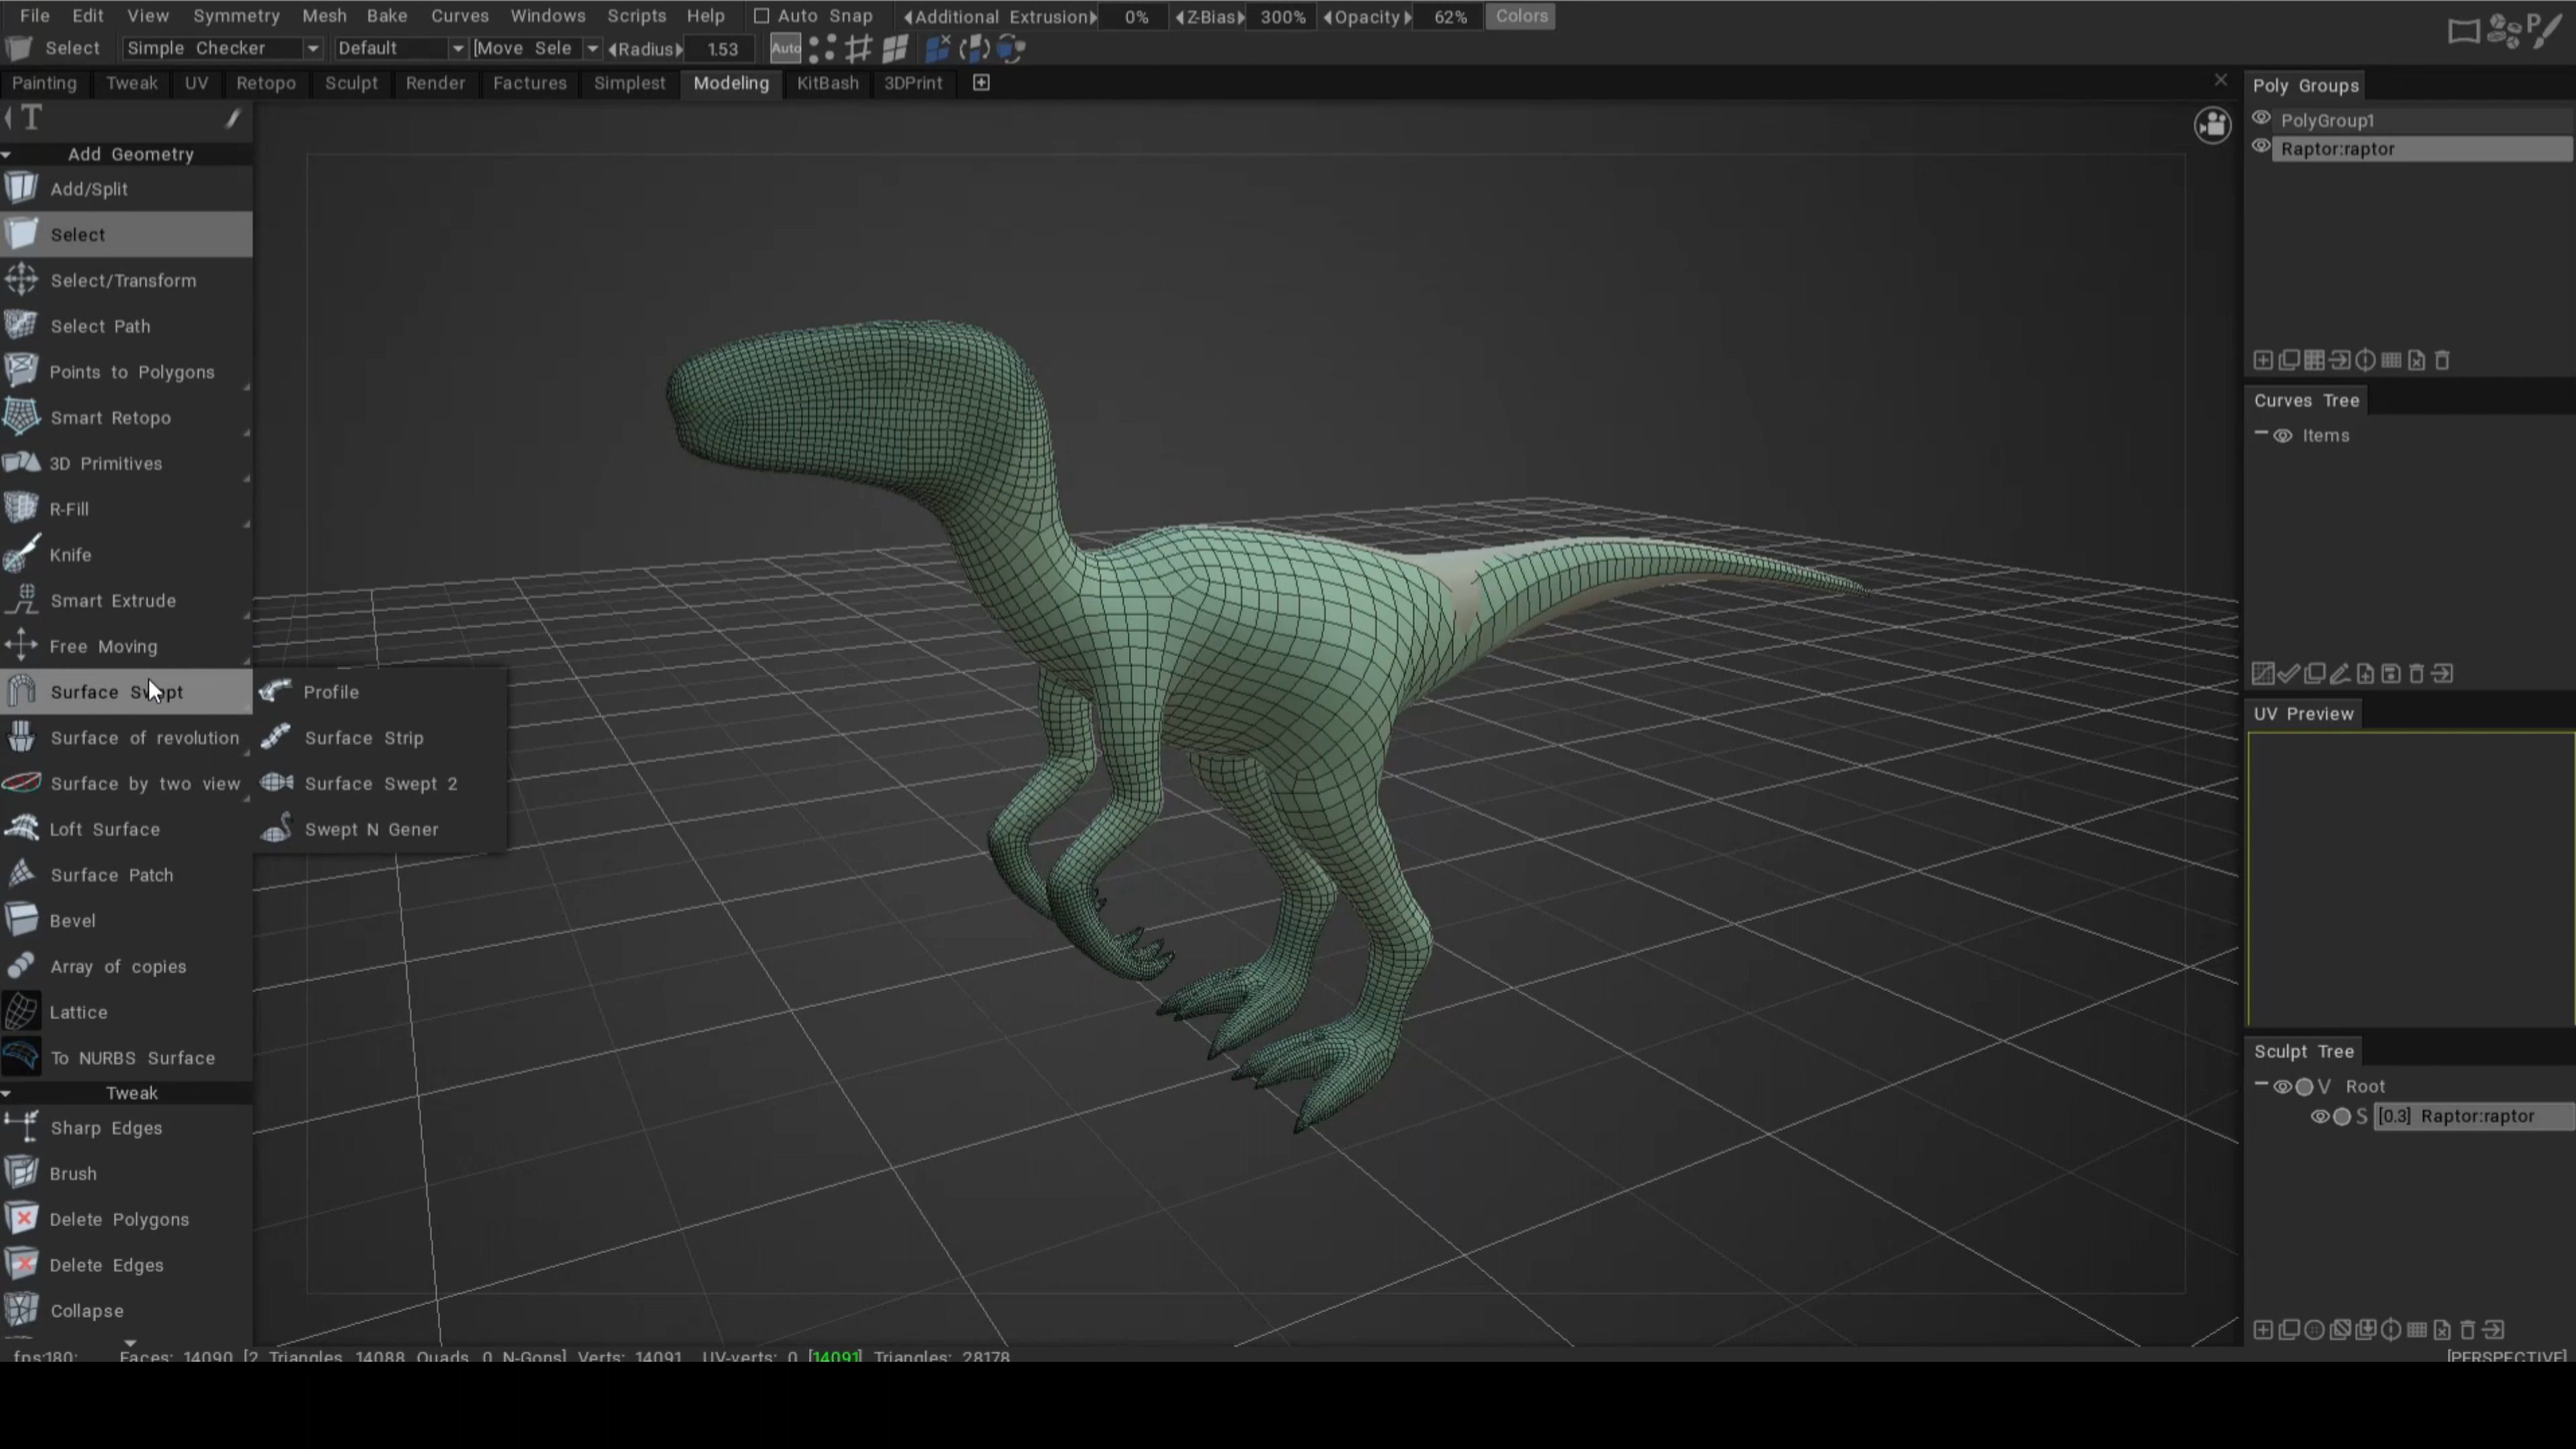 File Edit View Symmetry Mesh Bake Curves Windows Scripts Help Auto Snap Additional Extrusion 0% Z-Bias 300% Opacity 62% Colors
Select Simple Checker Default [Move Sele Radius 1.53 Auto
Painting Tweak UV Retopo Sculpt Render Factures Simplest Modeling KitBash 3DPrint
T
Add Geometry
Add/Split
Select
Select/Transform
Select Path
Points to Polygons
Smart Retopo
3D Primitives
R-Fill
Knife
Smart Extrude
Free Moving
Surface Swept
Surface of revolution
Surface by two view
Loft Surface
Surface Patch
Bevel
Array of copies
Lattice
To NURBS Surface
Tweak
Sharp Edges
Brush
Delete Polygons
Delete Edges
Collapse
Profile
Surface Strip
Surface Swept 2
Swept N Gener
Poly Groups
PolyGroup1
Raptor:raptor
Curves Tree
Items
UV Preview
Sculpt Tree
V Root
S [0.3] Raptor:raptor
fps:180; Faces: 14090 [2 Triangles, 14088 Quads, 0 N-Gons] Verts: 14091 UV-verts: 0 [14091] Triangles: 28178
[PERSPECTIVE]